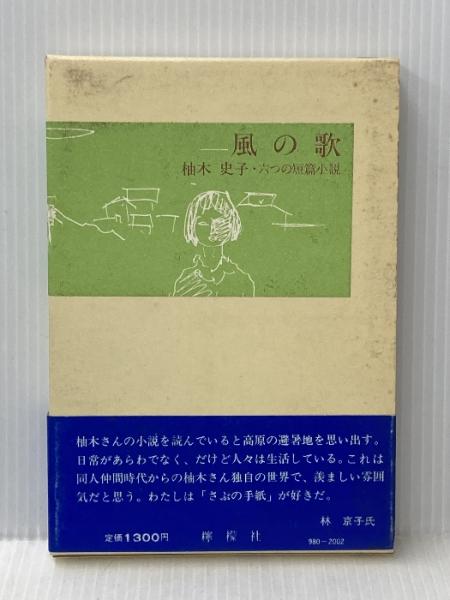 風の歌
柚木 史子・六つの短篇小説
柚木さんの小説を読んでいると高原の避暑地を思い出す。
日常があらわでなく、だけど人々は生活している。これは
同人仲間時代からの柚木さん独自の世界で、羨ましい雰囲
気だと思う。わたしは「さぶの手紙」が好きだ。
林 京子氏
定価1300円
檸檬社
980-2002